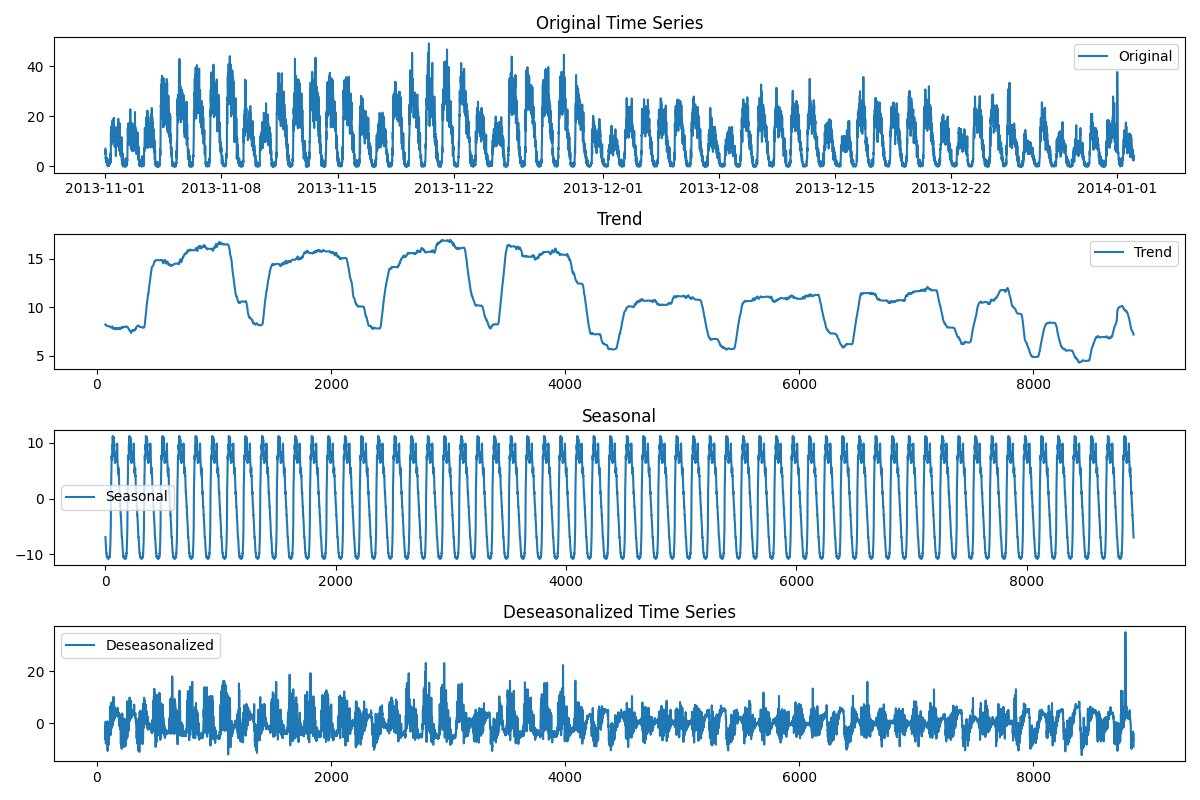 Original Time Series
Original
40
20
0
2013-11-01 2013-11-08 2013-11-15 2013-11-22 2013-12-01 2013-12-08 2013-12-15 2013-12-22 2014-01-01
Trend
Trend
15
10
5
0 2000 4000 6000 8000
Seasonal
10
0
−10
Seasonal
0 2000 4000 6000 8000
Deseasonalized Time Series
Deseasonalized
20
0
0 2000 4000 6000 8000